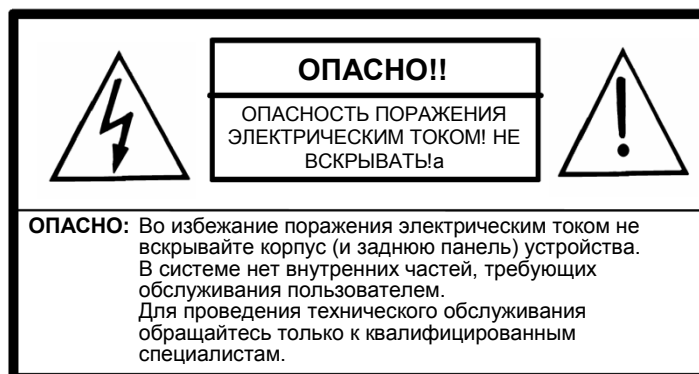 ОПАСНО!!
ОПАСНОСТЬ ПОРАЖЕНИЯ
ЭЛЕКТРИЧЕСКИМ ТОКОМ! НЕ
ВСКРЫВАТЬ!а
ОПАСНО: Во избежание поражения электрическим током не
вскрывайте корпус (и заднюю панель) устройства.
В системе нет внутренних частей, требующих
обслуживания пользователем.
Для проведения технического обслуживания
обращайтесь только к квалифицированным
специалистам.